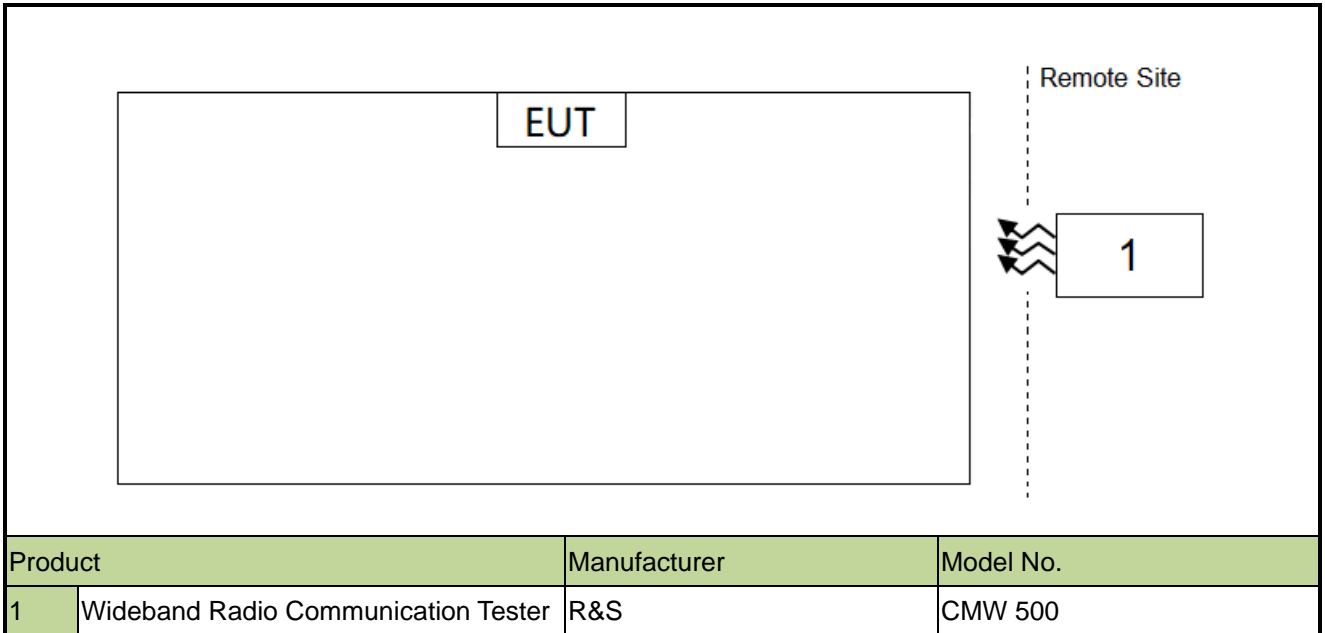 Remote Site
EUT
1
Product Manufacturer Model No.
1 Wideband Radio Communication Tester R&S CMW 500